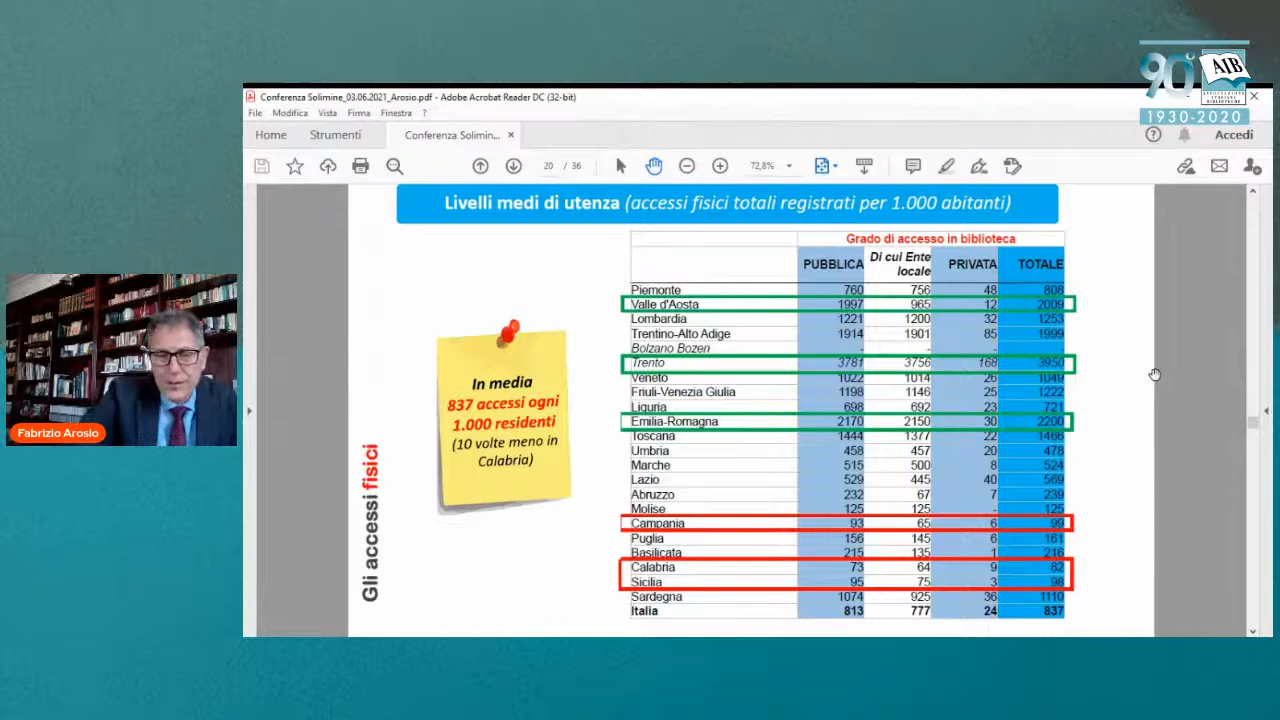 90°
AIB
ASSOCIAZIONE
ITALIANA
BIBLIOTECHE
1930-2020
Conferenza Solimine_03.06.2021_Arosio.pdf - Adobe Acrobat Reader DC (32-bit)
File Modifica Vista Firma Finestra ?
Home Strumenti Conferenza Solimin... Accedi
20 / 36 72,8%
Livelli medi di utenza (accessi fisici totali registrati per 1.000 abitanti)
Grado di accesso in biblioteca
PUBBLICA Di cui Ente locale PRIVATA TOTALE
Piemonte 760 756 48 808
Valle d'Aosta 1997 965 12 2009
Lombardia 1221 1200 32 1253
Trentino-Alto Adige 1914 1901 85 1999
Bolzano Bozen - - - -
Trento 3781 3756 168 3950
Veneto 1022 1014 26 1049
Friuli-Venezia Giulia 1198 1146 25 1222
Liguria 698 692 23 721
Emilia-Romagna 2170 2150 30 2200
Toscana 1444 1377 22 1466
Umbria 458 457 20 478
Marche 515 500 8 524
Lazio 529 445 40 569
Abruzzo 232 67 7 239
Molise 125 125 - 125
Campania 93 65 6 99
Puglia 156 145 6 161
Basilicata 215 135 1 216
Calabria 73 64 9 82
Sicilia 95 75 3 98
Sardegna 1074 925 36 1110
Italia 813 777 24 837
In media
837 accessi ogni
1.000 residenti
(10 volte meno in
Calabria)
Gli accessi fisici
Fabrizio Arosio